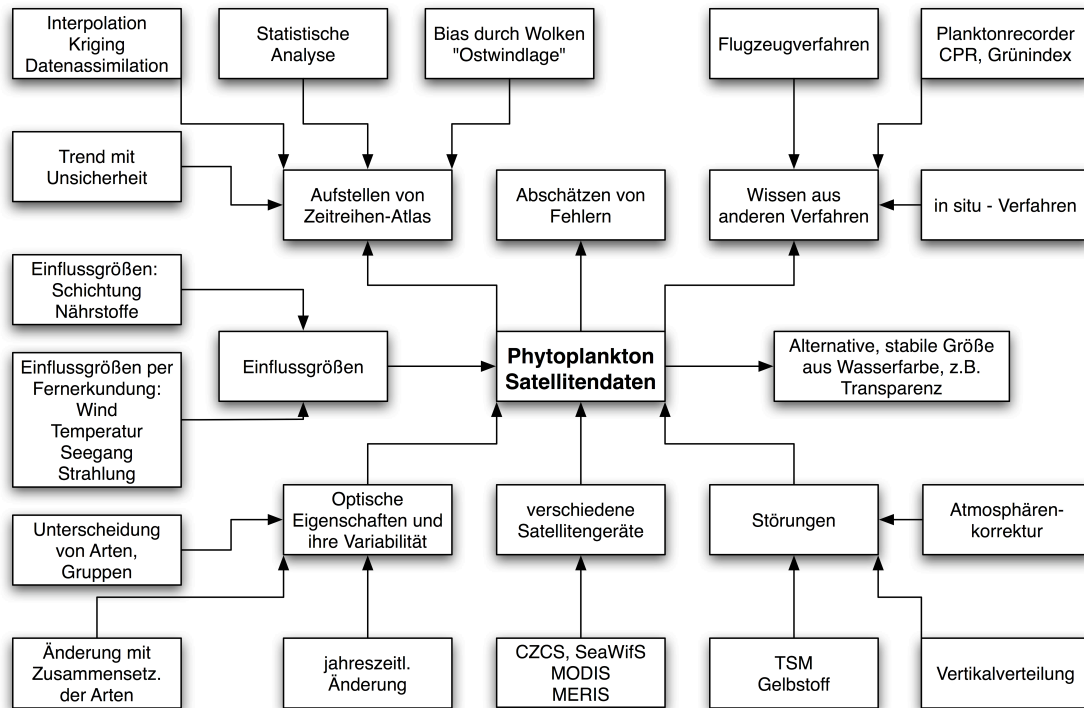 Interpolation
Kriging
Datenassimilation
Statistische
Analyse
Bias durch Wolken
"Ostwindlage"
Flugzeugverfahren
Planktonrecorder
CPR, Grünindex
Trend mit
Unsicherheit
Aufstellen von
Zeitreihen-Atlas
Abschätzen von
Fehlern
Wissen aus
anderen Verfahren
in situ - Verfahren
Einflussgrößen:
Schichtung
Nährstoffe
Einflussgrößen
Phytoplankton
Satellitendaten
Alternative, stabile Größe
aus Wasserfarbe, z.B.
Transparenz
Einflussgrößen per
Fernerkundung:
Wind
Temperatur
Seegang
Strahlung
Optische
Eigenschaften und
ihre Variabilität
verschiedene
Satellitengeräte
Störungen
Atmosphären-
korrektur
Unterscheidung
von Arten,
Gruppen
Änderung mit
Zusammensetz.
der Arten
jahreszeitl.
Änderung
CZCS, SeaWifS
MODIS
MERIS
TSM
Gelbstoff
Vertikalverteilung